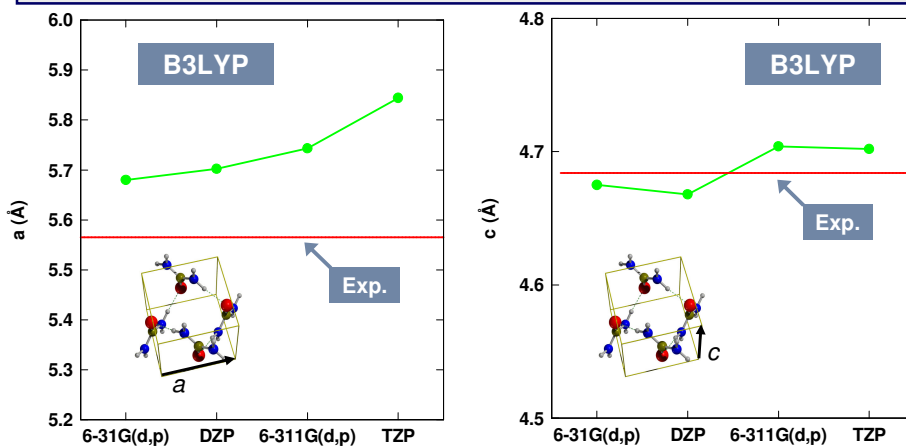 6.0
5.9
5.8
5.7
5.6
5.5
5.4
5.3
5.2
a (Å)
B3LYP
Exp.
a
6-31G(d,p) DZP 6-311G(d,p) TZP
4.8
4.7
4.6
4.5
c (Å)
B3LYP
Exp.
c
6-31G(d,p) DZP 6-311G(d,p) TZP